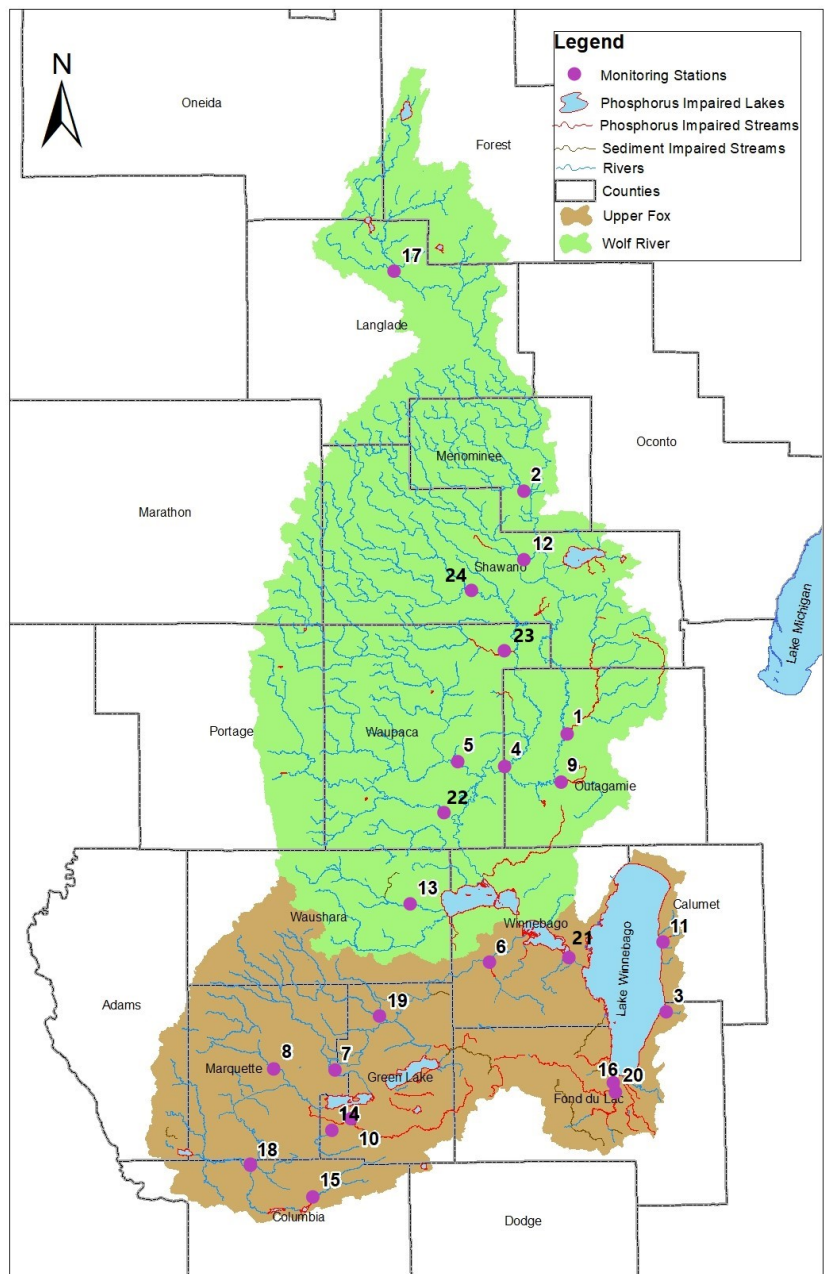 Legend
Monitoring Stations
Phosphorus Impaired Lakes
Phosphorus Impaired Streams
Sediment Impaired Streams
Rivers
Counties
Upper Fox
Wolf River
N
Oneida
Forest
17
Langlade
Oconto
Menominee
2
Marathon
12
Shawano
24
Lake Michigan
23
Portage
Waupaca
1
5
4
9
Outagamie
22
13
Calumet
Waushara
Winnebago
11
21
6
Lake Winnebago
Adams
3
19
8
7
Marquette
Green Lake
16
20
Fond du Lac
14
10
18
15
Columbia
Dodge